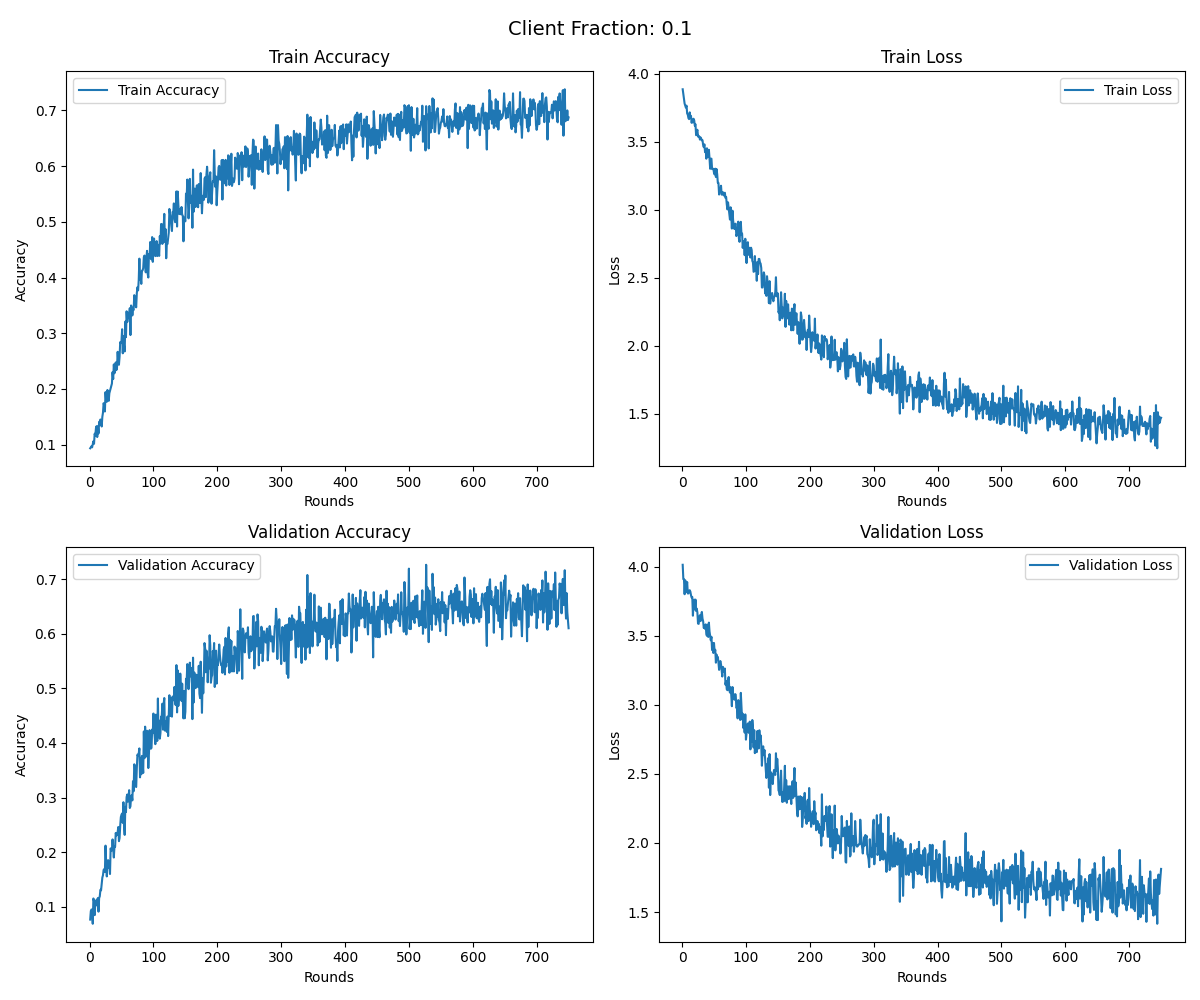 Client Fraction: 0.1
Train Accuracy
Train Accuracy
0.7
0.6
0.5
0.4
0.3
0.2
0.1
Accuracy
0 100 200 300 400 500 600 700
Rounds
Train Loss
Train Loss
4.0
3.5
3.0
2.5
2.0
1.5
Loss
0 100 200 300 400 500 600 700
Rounds
Validation Accuracy
Validation Accuracy
0.7
0.6
0.5
0.4
0.3
0.2
0.1
Accuracy
0 100 200 300 400 500 600 700
Rounds
Validation Loss
Validation Loss
4.0
3.5
3.0
2.5
2.0
1.5
Loss
0 100 200 300 400 500 600 700
Rounds